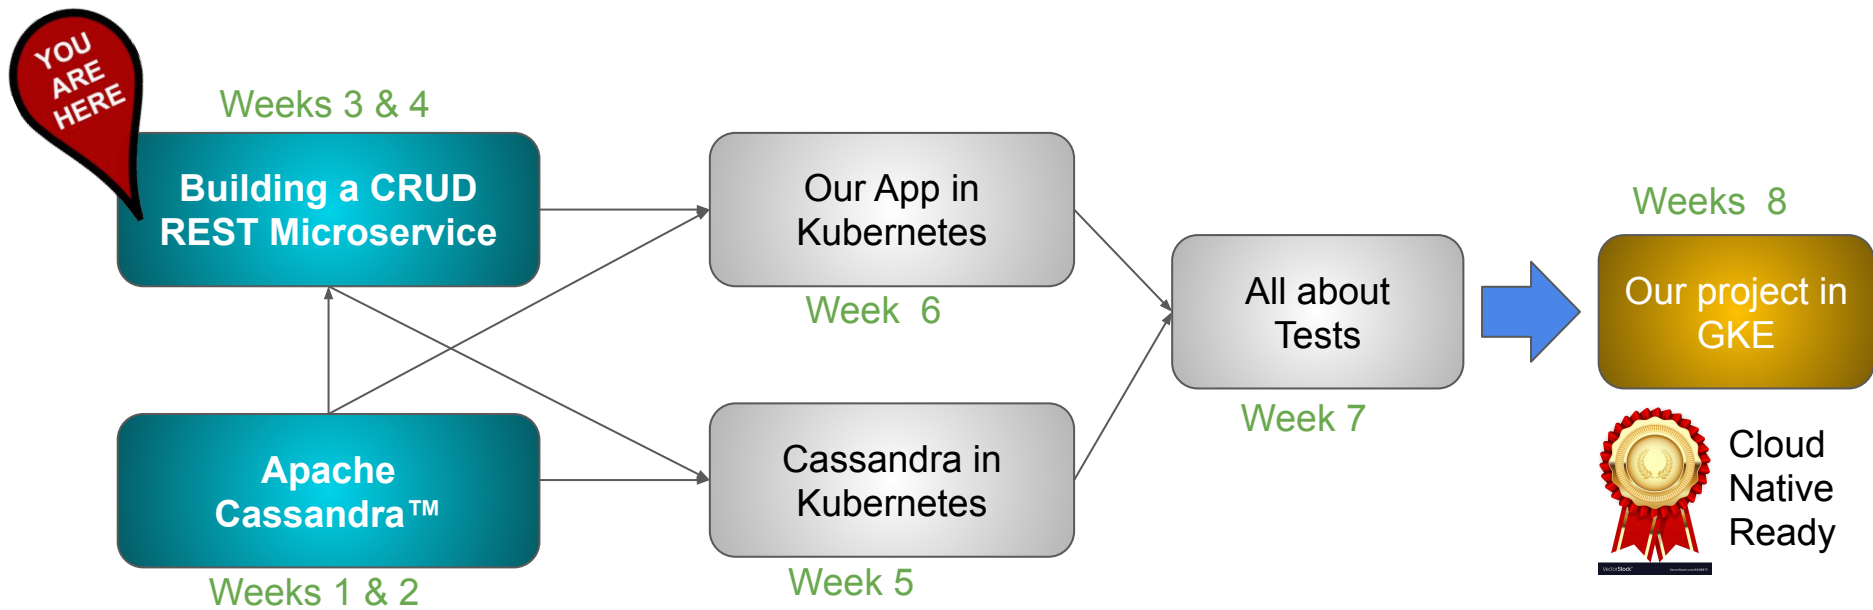 YOU
ARE
HERE
Weeks 3 & 4
Building a CRUD
REST Microservice
Our App in
Kubernetes
Week 6
Apache
Cassandra™
Weeks 1 & 2
Cassandra in
Kubernetes
Week 5
All about
Tests
Week 7
Weeks 8
Our project in
GKE
Cloud
Native
Ready
VectorStock